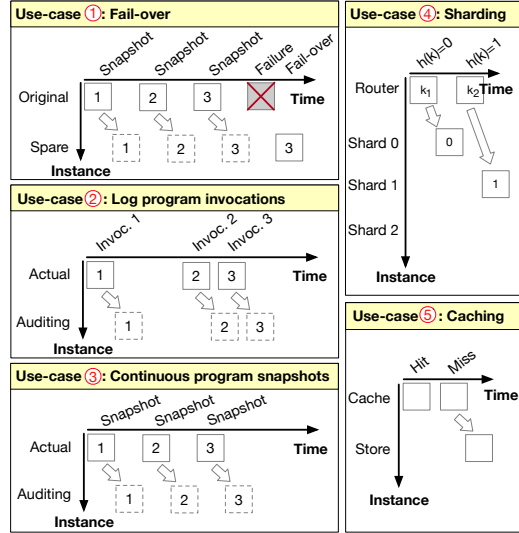 Use-case ①: Fail-over
Snapshot Snapshot Snapshot Failure Fail-over
Original 1 2 3 Time
Spare 1 2 3 3
Instance
Use-case ②: Log program invocations
Invoc. 1 Invoc. 2 Invoc. 3
Actual 1 2 3 Time
Auditing 1 2 3
Instance
Use-case ③: Continuous program snapshots
Snapshot Snapshot Snapshot
Actual 1 2 3 Time
Auditing 1 2 3
Instance
Use-case ④: Sharding
h(k)=0 h(k)=1
Router k1 k2 Time
Shard 0 0
Shard 1 1
Shard 2
Instance
Use-case ⑤: Caching
Hit Miss
Cache Time
Store
Instance